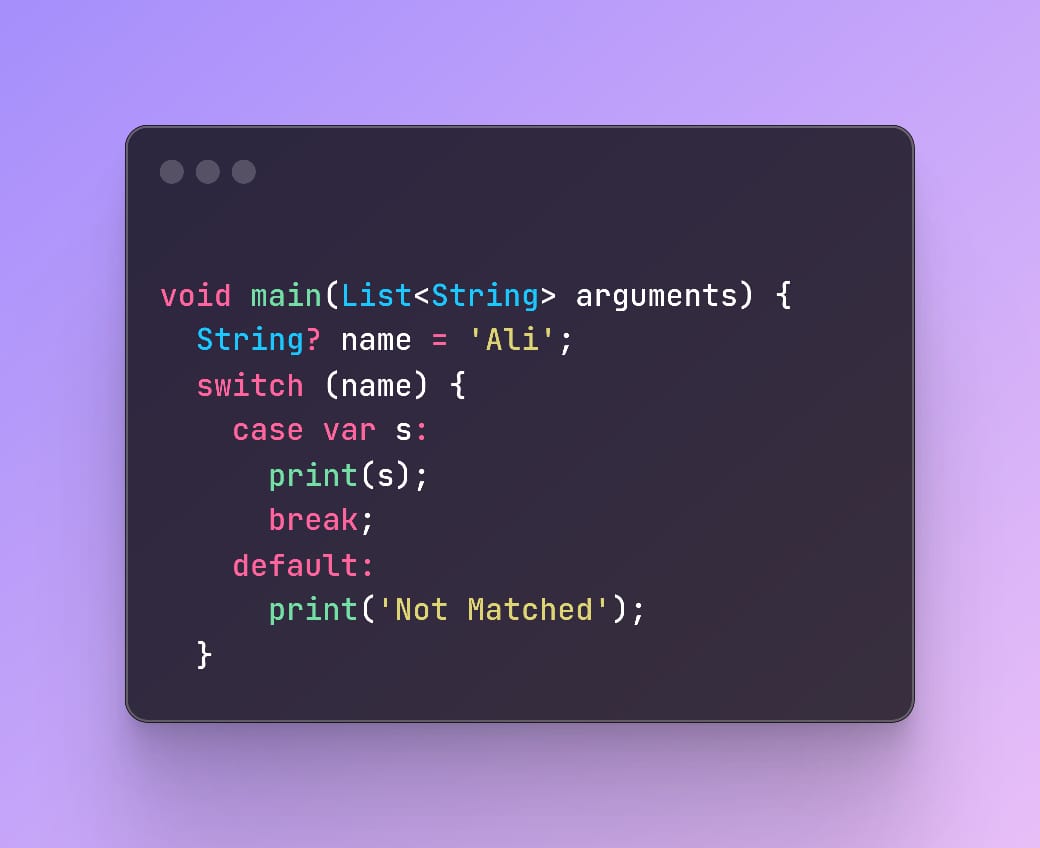 void main(List<String> arguments) {
  String? name = 'Ali';
  switch (name) {
    case var s:
      print(s);
      break;
    default:
      print('Not Matched');
  }